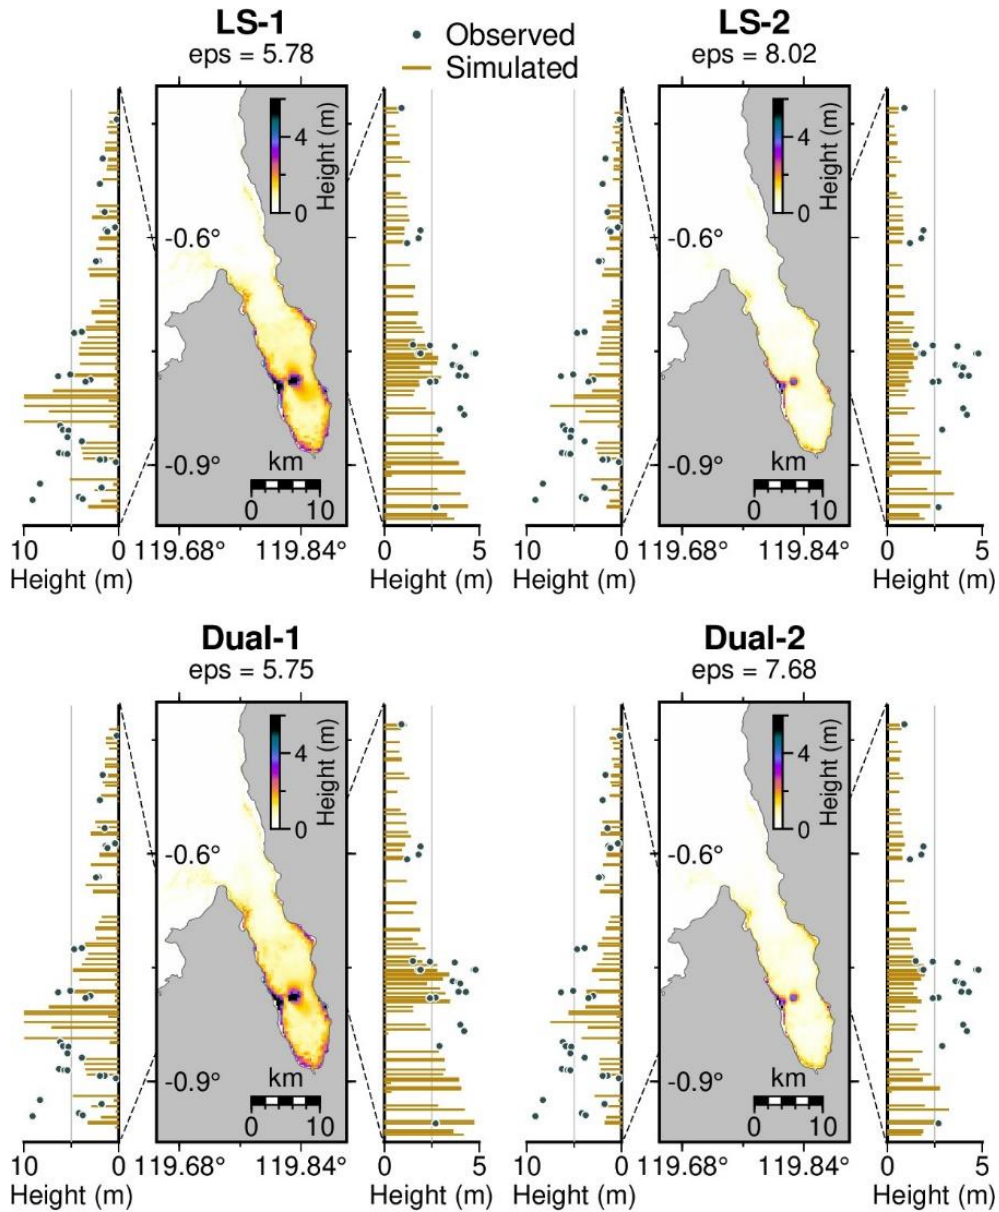 LS-1
eps = 5.78
Observed
Simulated
LS-2
eps = 8.02
Height (m)
4
0
-0.6°
-0.9°
km
0 10
10 0
Height (m)
119.68° 119.84°
0 5
Height (m)
Height (m)
4
0
-0.6°
-0.9°
km
0 10
10 0
Height (m)
119.68° 119.84°
0 5
Height (m)
Dual-1
eps = 5.75
Dual-2
eps = 7.68
Height (m)
4
0
-0.6°
-0.9°
km
0 10
10 0
Height (m)
119.68° 119.84°
0 5
Height (m)
Height (m)
4
0
-0.6°
-0.9°
km
0 10
10 0
Height (m)
119.68° 119.84°
0 5
Height (m)